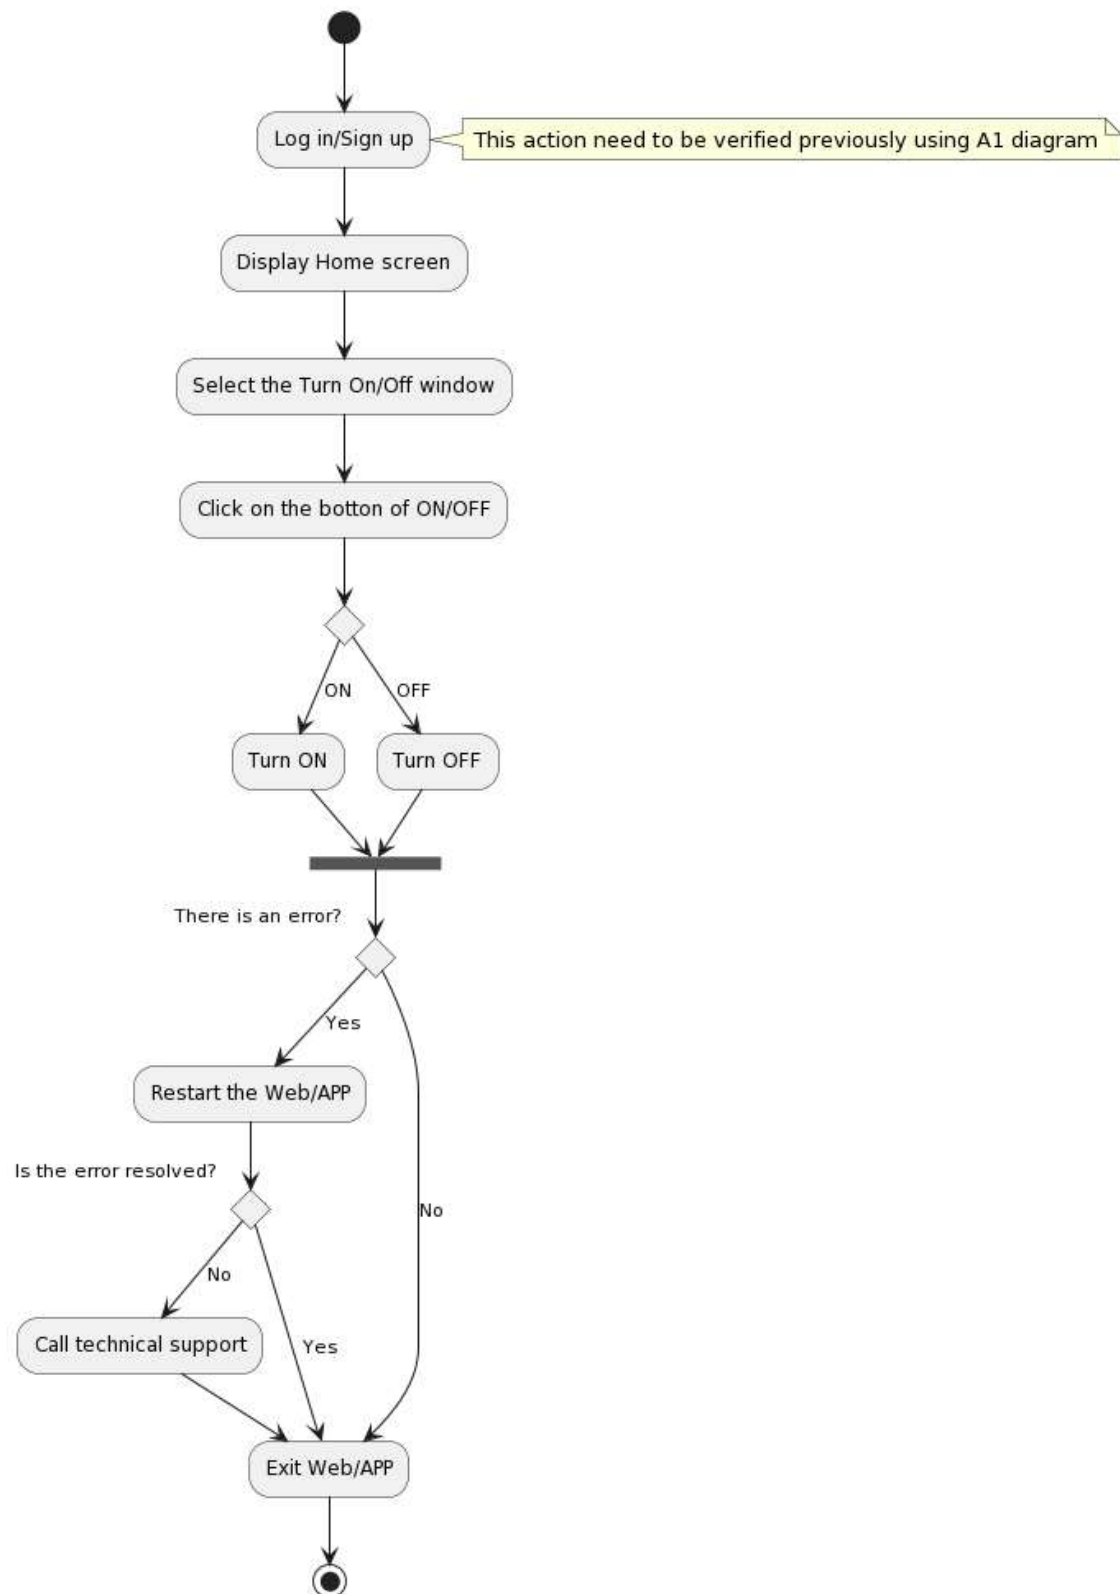 Log in/Sign up
This action need to be verified previously using A1 diagram
Display Home screen
Select the Turn On/Off window
Click on the botton of ON/OFF
ON
OFF
Turn ON
Turn OFF
There is an error?
Yes
Restart the Web/APP
Is the error resolved?
No
No
Call technical support
Yes
Exit Web/APP